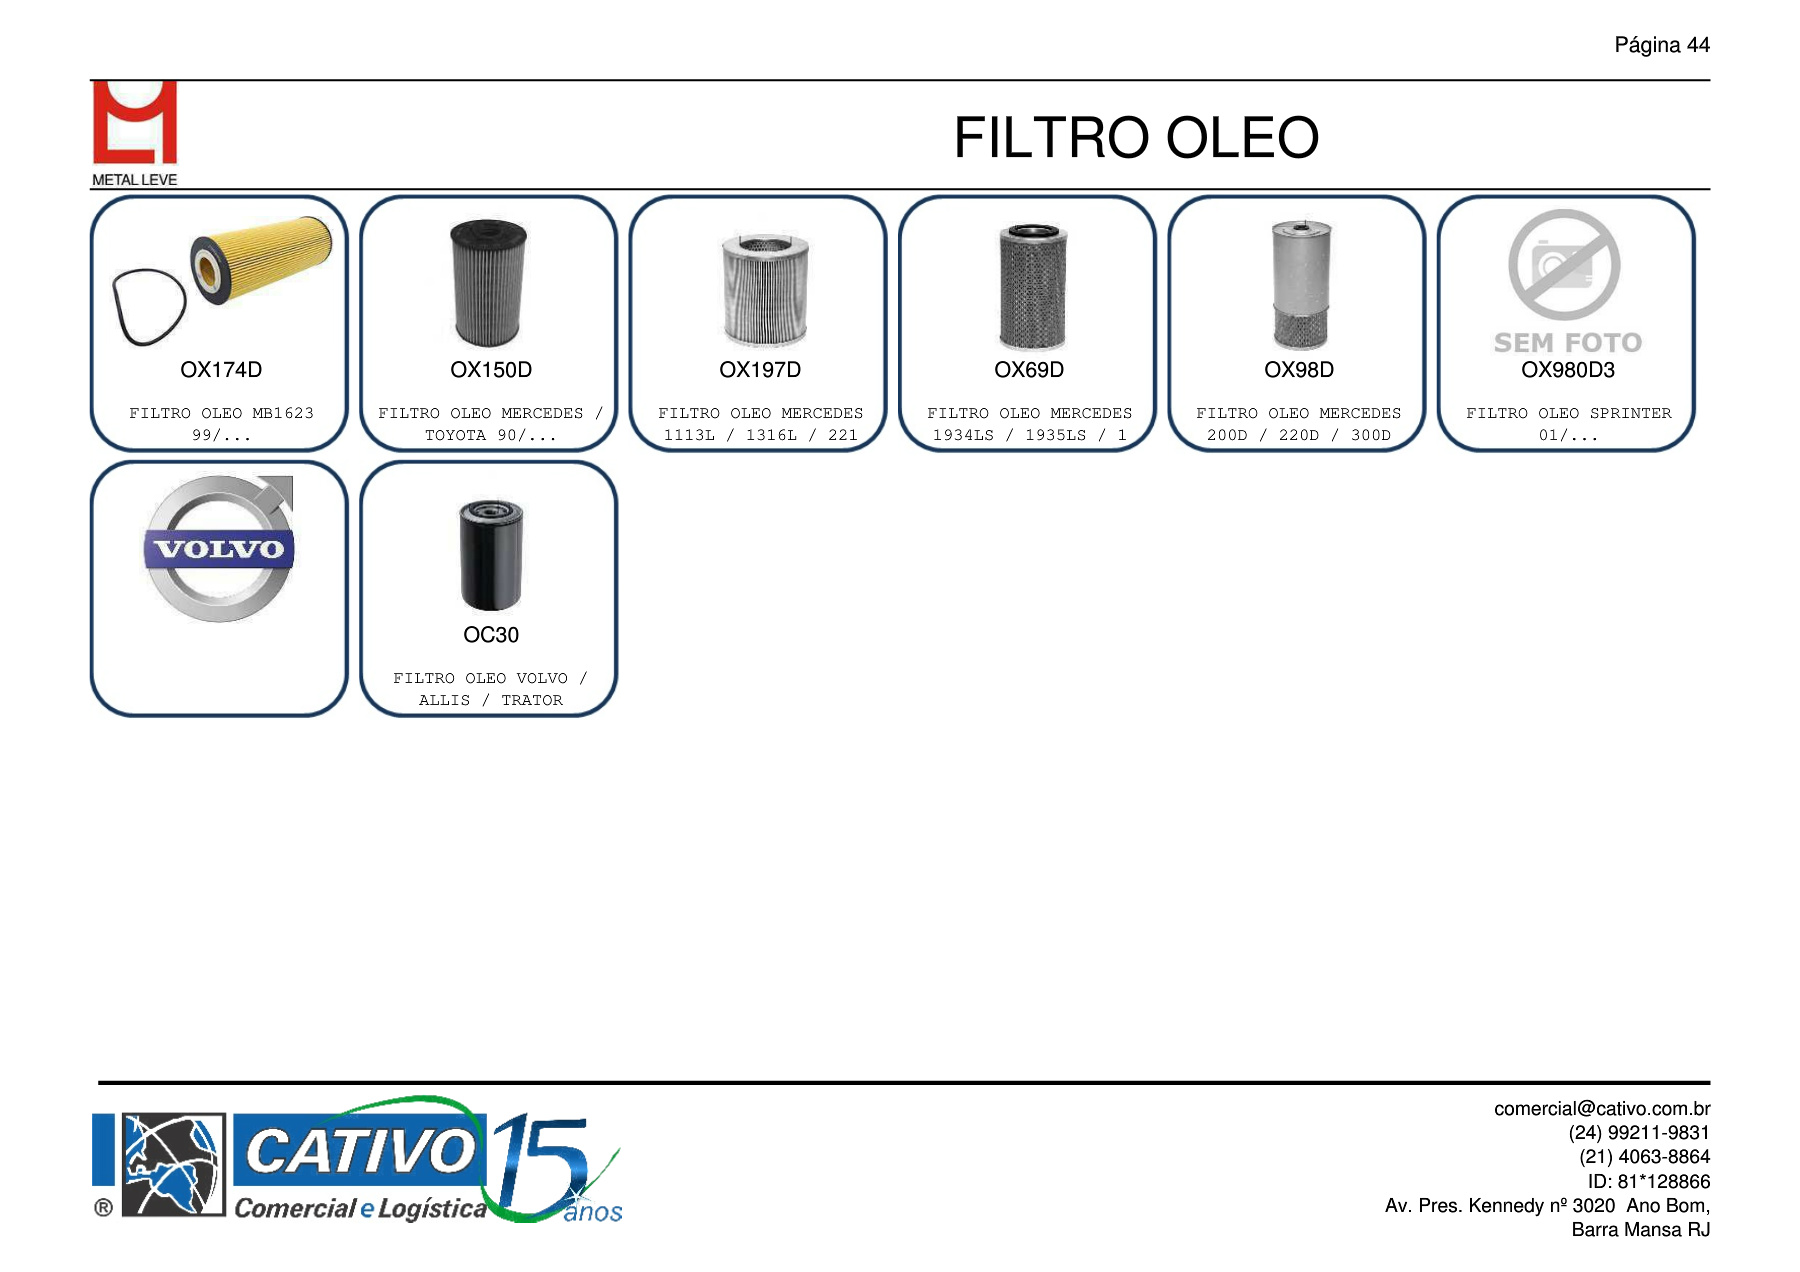 Página 44
METAL LEVE
FILTRO OLEO
OX174D
FILTRO OLEO MB1623
99/...
OX150D
FILTRO OLEO MERCEDES /
TOYOTA 90/...
OX197D
FILTRO OLEO MERCEDES
1113L / 1316L / 221
OX69D
FILTRO OLEO MERCEDES
1934LS / 1935LS / 1
OX98D
FILTRO OLEO MERCEDES
200D / 220D / 300D
SEM FOTO
OX980D3
FILTRO OLEO SPRINTER
01/...
VOLVO
OC30
FILTRO OLEO VOLVO /
ALLIS / TRATOR
CATIVO 15
® Comercial e Logística anos
comercial@cativo.com.br
(24) 99211-9831
(21) 4063-8864
ID: 81*128866
Av. Pres. Kennedy nº 3020  Ano Bom,
Barra Mansa RJ